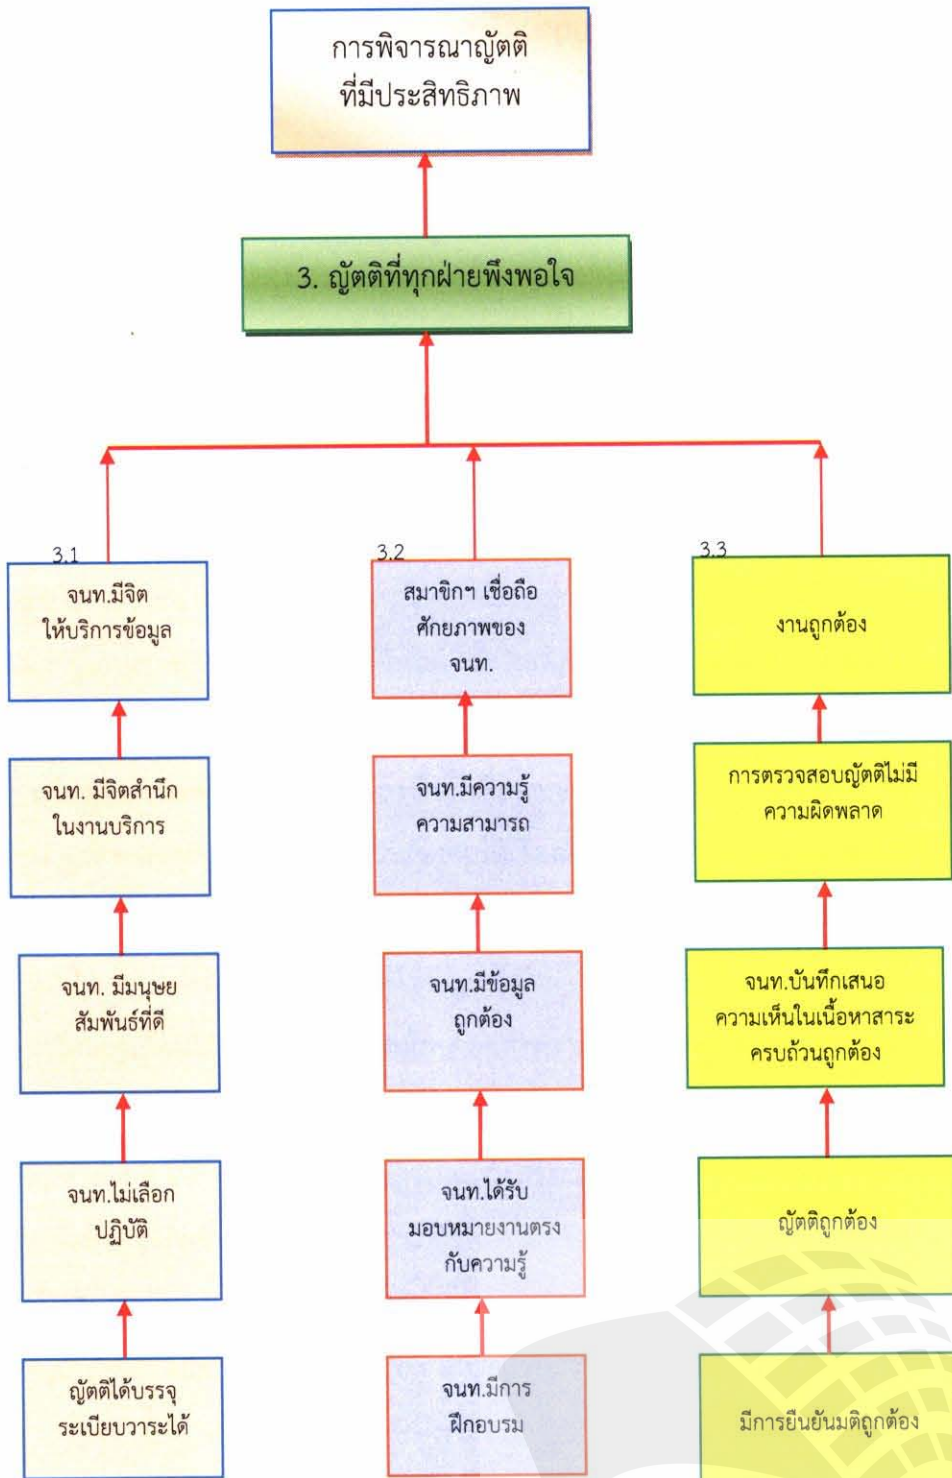 การพิจารณาญัตติ
ที่มีประสิทธิภาพ
3. ญัตติที่ทุกฝ่ายพึงพอใจ
3.1
จนท.มีจิต
ให้บริการข้อมูล
จนท. มีจิตสำนึก
ในงานบริการ
จนท. มีมนุษย
สัมพันธ์ที่ดี
จนท.ไม่เลือก
ปฏิบัติ
ญัตติได้บรรจุ
ระเบียบวาระได้
3.2
สมาชิกฯ เชื่อถือ
ศักยภาพของ
จนท.
จนท.มีความรู้
ความสามารถ
จนท.มีข้อมูล
ถูกต้อง
จนท.ได้รับ
มอบหมายงานตรง
กับความรู้
จนท.มีการ
ฝึกอบรม
3.3
งานถูกต้อง
การตรวจสอบญัตติไม่มี
ความผิดพลาด
จนท.บันทึกเสนอ
ความเห็นในเนื้อหาสาระ
ครบถ้วนถูกต้อง
ญัตติถูกต้อง
มีการยืนยันมติถูกต้อง